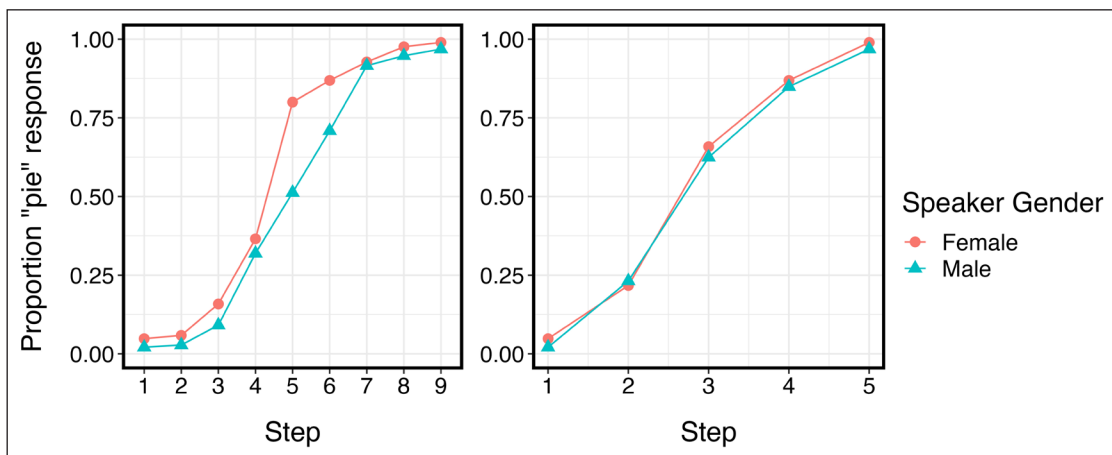 Proportion "pie" response
1.00
0.75
0.50
0.25
0.00
1 2 3 4 5 6 7 8 9
Step
1.00
0.75
0.50
0.25
0.00
1 2 3 4 5
Step
Speaker Gender
Female
Male